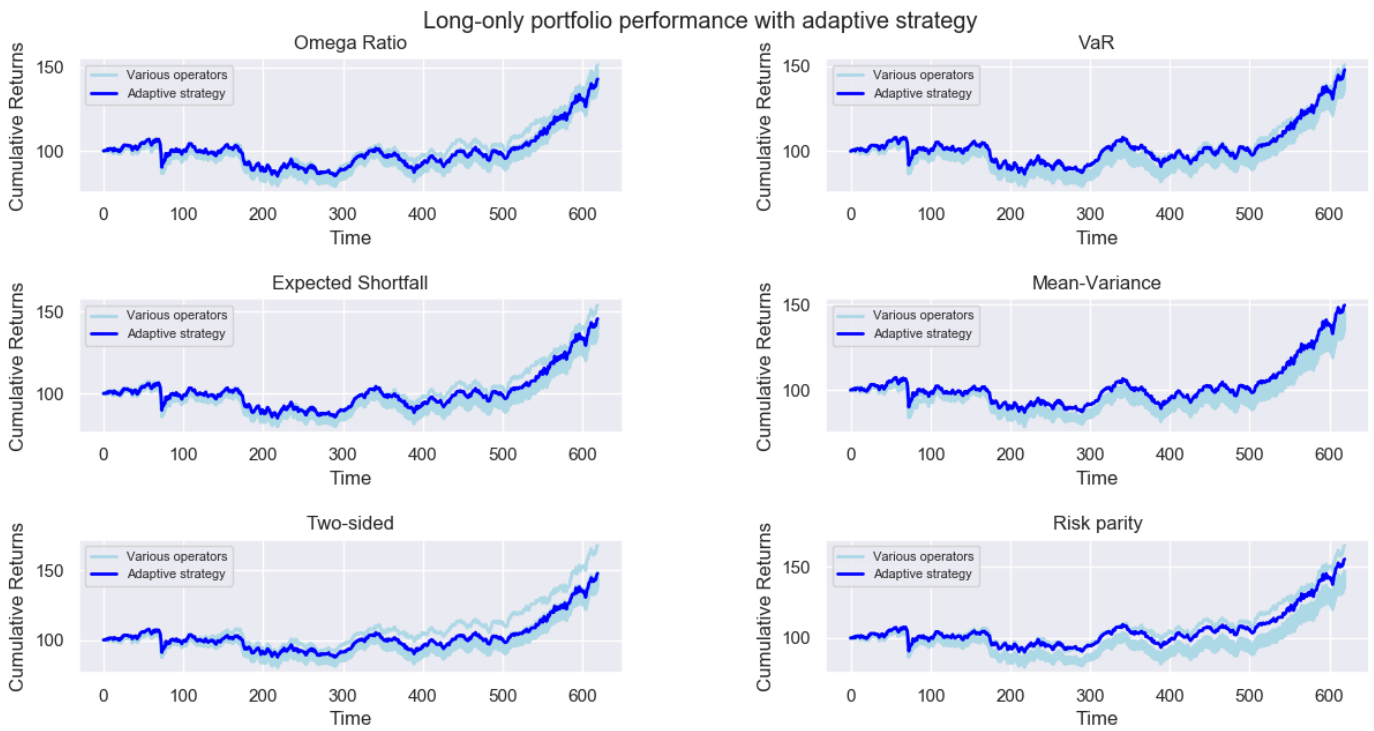 Long-only portfolio performance with adaptive strategy
Omega Ratio
Cumulative Returns
150
100
Various operators
Adaptive strategy
0 100 200 300 400 500 600
Time
VaR
Cumulative Returns
150
100
Various operators
Adaptive strategy
0 100 200 300 400 500 600
Time
Expected Shortfall
Cumulative Returns
150
100
Various operators
Adaptive strategy
0 100 200 300 400 500 600
Time
Mean-Variance
Cumulative Returns
150
100
Various operators
Adaptive strategy
0 100 200 300 400 500 600
Time
Two-sided
Cumulative Returns
150
100
Various operators
Adaptive strategy
0 100 200 300 400 500 600
Time
Risk parity
Cumulative Returns
150
100
Various operators
Adaptive strategy
0 100 200 300 400 500 600
Time